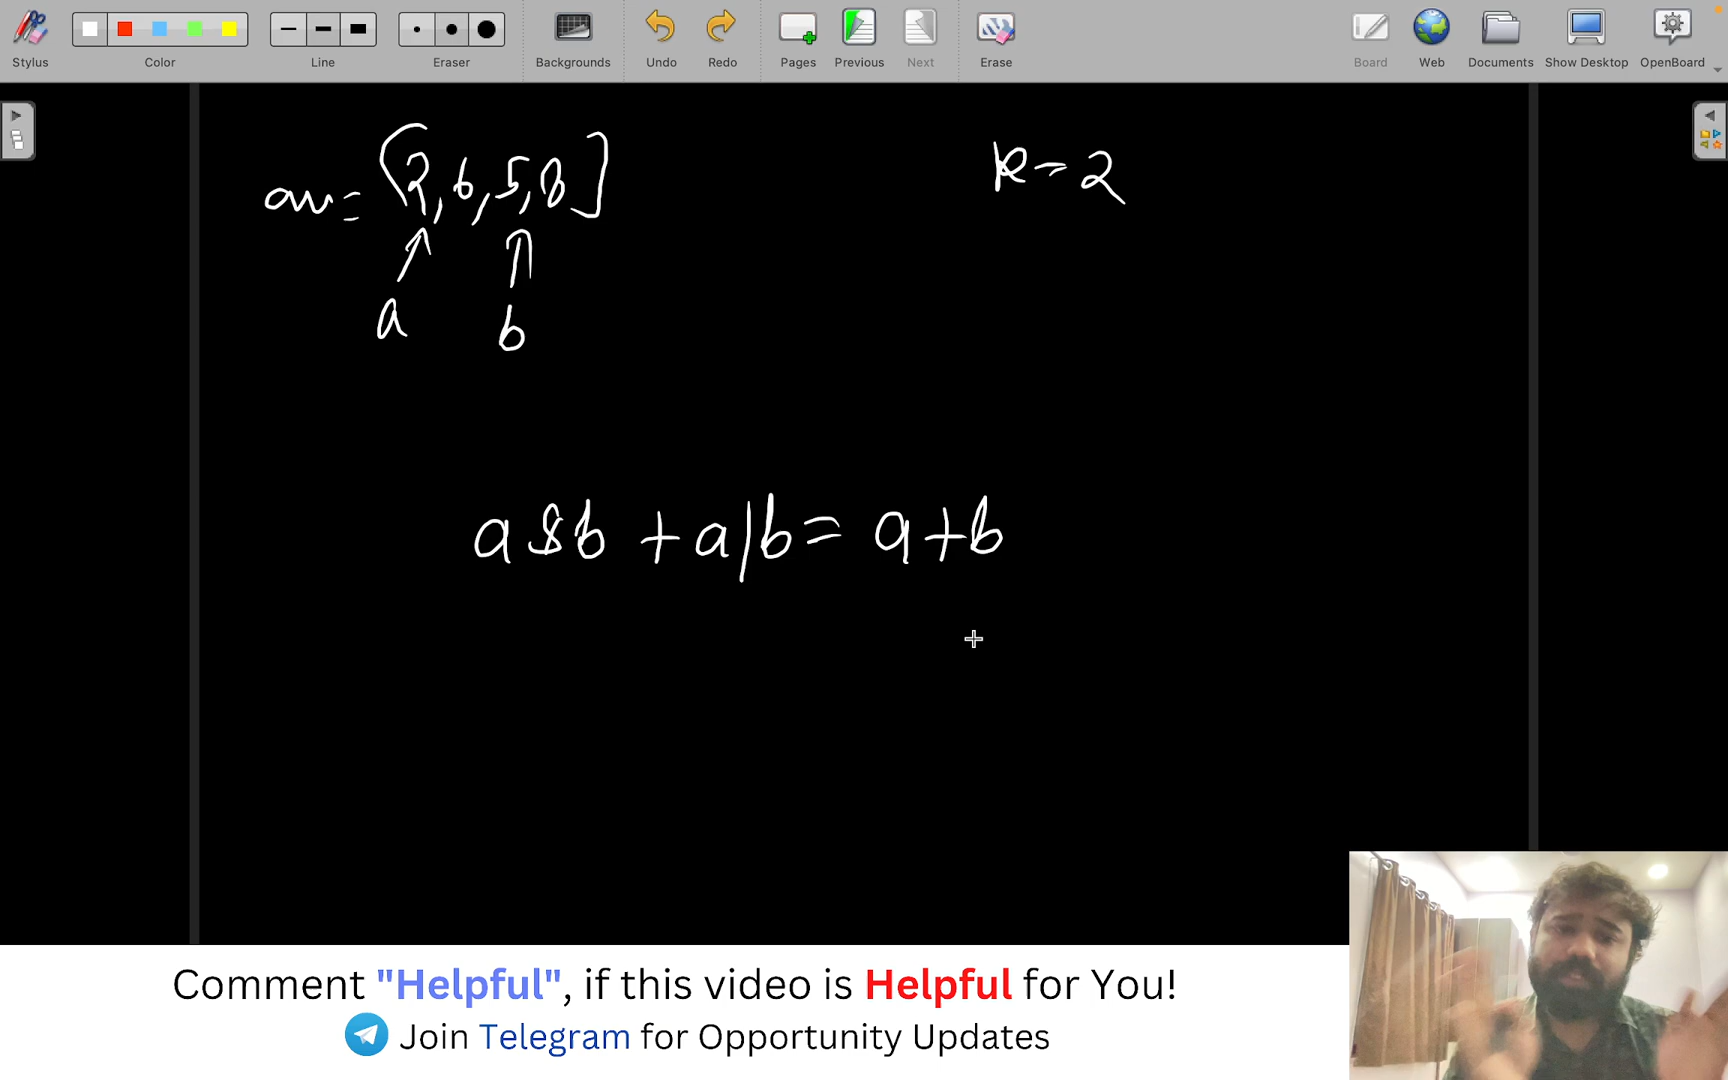 Stylus Color Line Eraser Backgrounds Undo Redo Pages Previous Next Erase Board Web Documents Show Desktop OpenBoard
arr = [2, 6, 5, 8]
k = 2
a b
a & b + a | b = a + b
Comment "Helpful", if this video is Helpful for You!
Join Telegram for Opportunity Updates